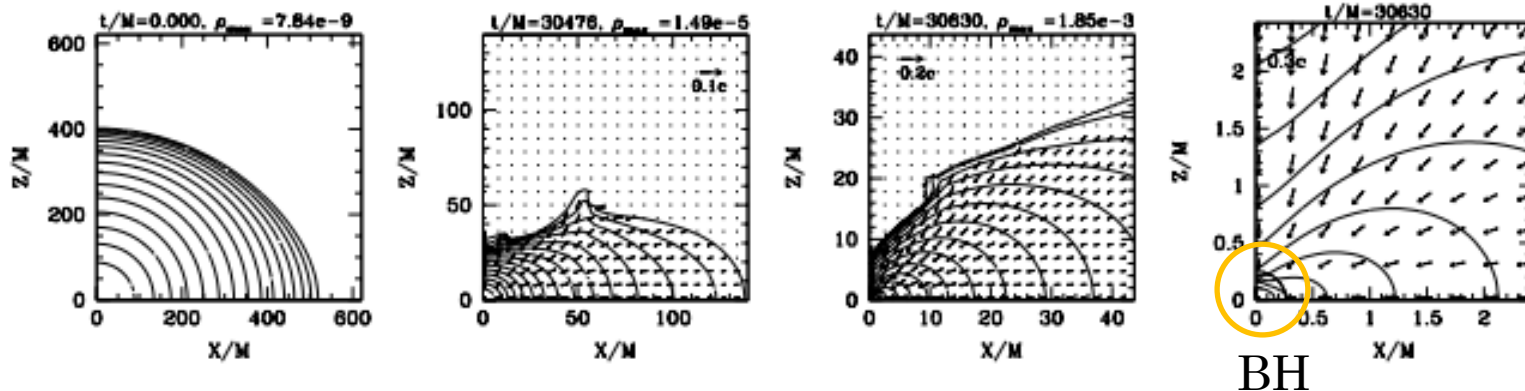 t/M=0.000, ρmax =7.84e-9
t/M=30476, ρmax =1.49e-5
t/M=30630, ρmax =1.85e-3
t/M=30630
Z/M
600
400
200
0
0 200 400 600
X/M
0.1c
Z/M
100
50
0
0 50 100
X/M
0.2c
Z/M
40
30
20
10
0
0 10 20 30 40
X/M
0.3c
Z/M
2
1.5
1
0.5
0
0 0.5 1 1.5 2
X/M
BH